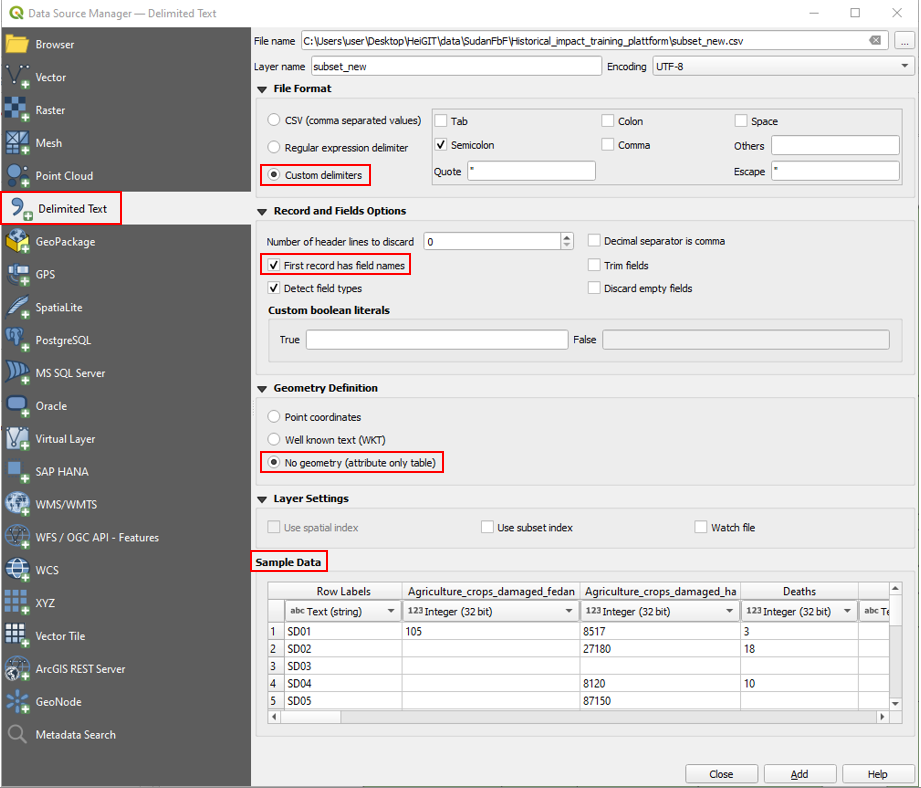 Data Source Manager — Delimited Text
Browser
Vector
Raster
Mesh
Point Cloud
Delimited Text
GeoPackage
GPS
SpatiaLite
PostgreSQL
MS SQL Server
Oracle
Virtual Layer
SAP HANA
WMS/WMTS
WFS / OGC API - Features
WCS
XYZ
Vector Tile
ArcGIS REST Server
GeoNode
Metadata Search
File name C:\Users\user\Desktop\HeiGIT\data\SudanFbF\Historical_impact_training_plattform\subset_new.csv ...
Layer name subset_new Encoding UTF-8
File Format
CSV (comma separated values) Tab Colon Space
Regular expression delimiter Semicolon Comma Others
Custom delimiters Quote " Escape "
Record and Fields Options
Number of header lines to discard 0 Decimal separator is comma
First record has field names Trim fields
Detect field types Discard empty fields
Custom boolean literals
True False
Geometry Definition
Point coordinates
Well known text (WKT)
No geometry (attribute only table)
Layer Settings
Use spatial index Use subset index Watch file
Sample Data
Row Labels Agriculture_crops_damaged_fedan Agriculture_crops_damaged_ha Deaths
abc Text (string) 123 Integer (32 bit) 123 Integer (32 bit) 123 Integer (32 bit) abc Te
1 SD01 105 8517 3
2 SD02 27180 18
3 SD03
4 SD04 8120 10
5 SD05 87150
Close Add Help